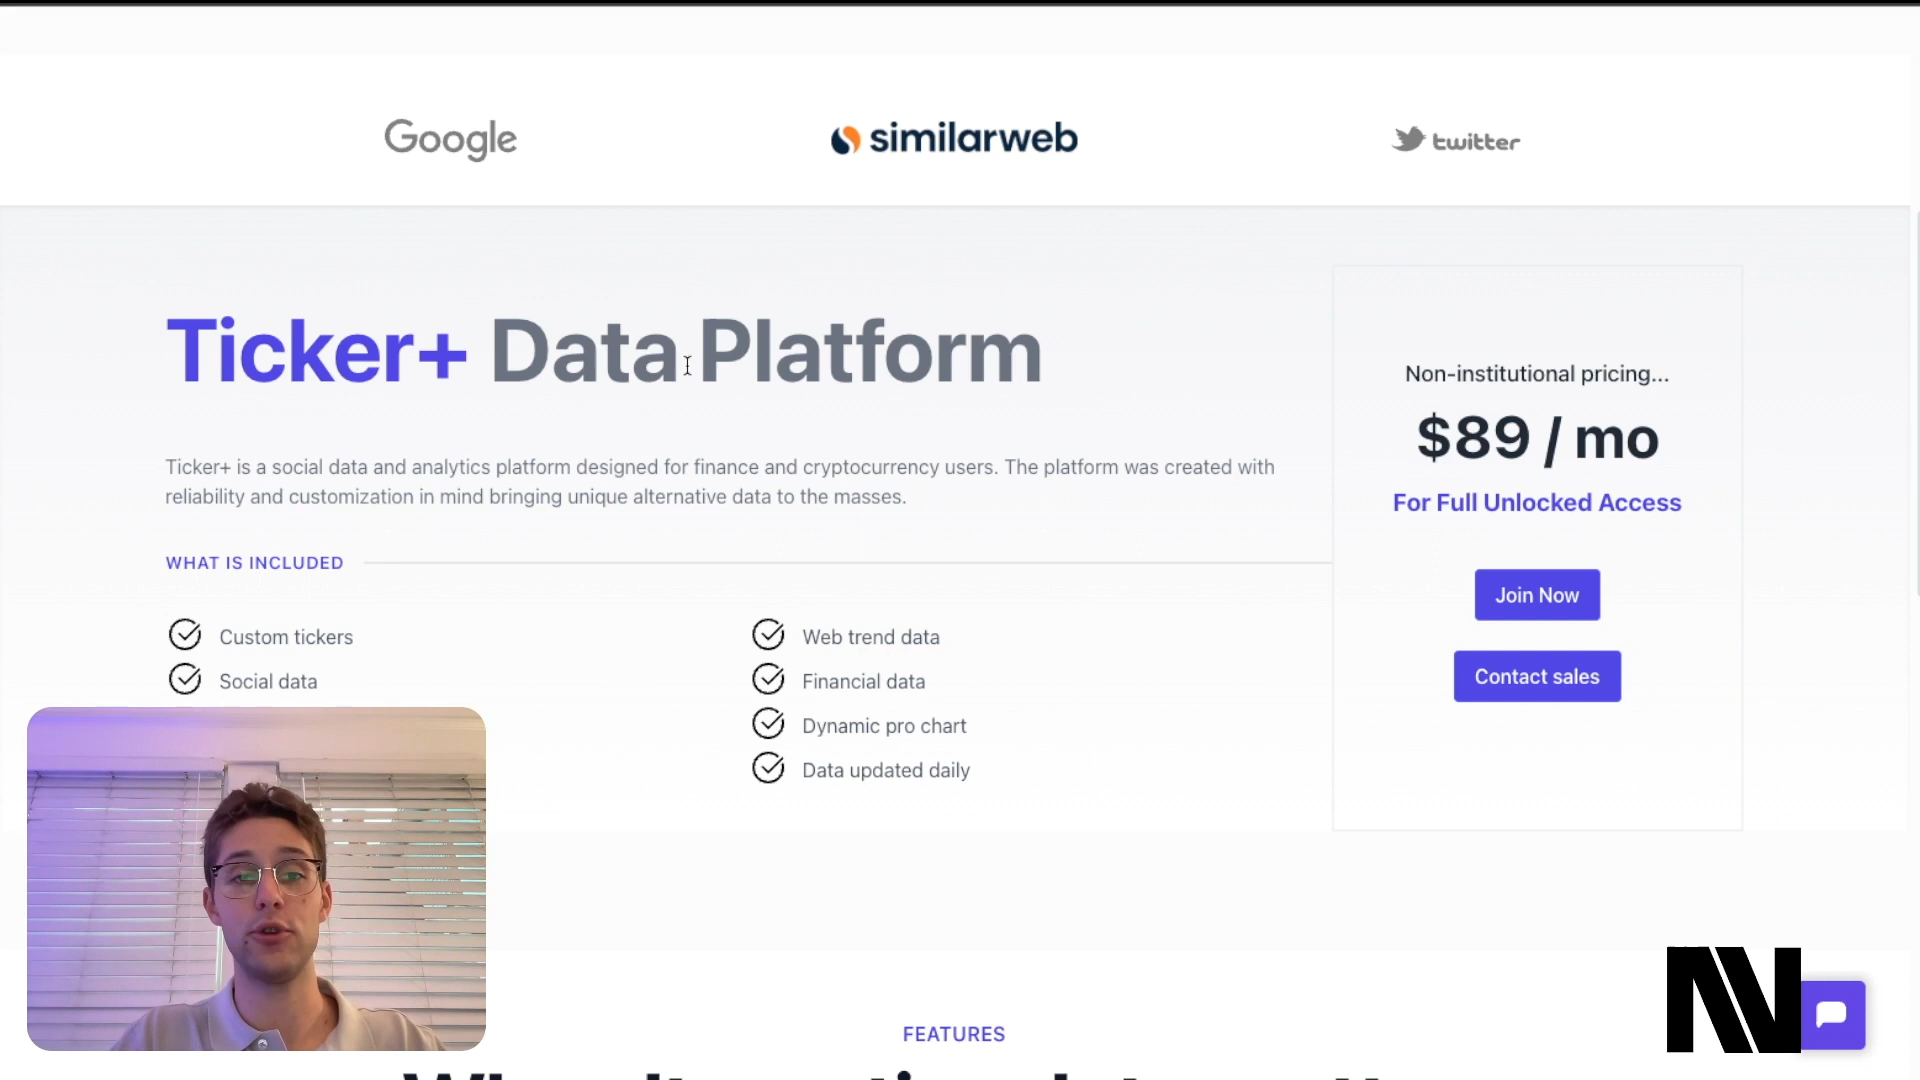 Google
similarweb
twitter
Ticker+ Data Platform
Ticker+ is a social data and analytics platform designed for finance and cryptocurrency users. The platform was created with
reliability and customization in mind bringing unique alternative data to the masses.
WHAT IS INCLUDED
Custom tickers
Social data
Web trend data
Financial data
Dynamic pro chart
Data updated daily
Non-institutional pricing...
$89 / mo
For Full Unlocked Access
Join Now
Contact sales
FEATURES